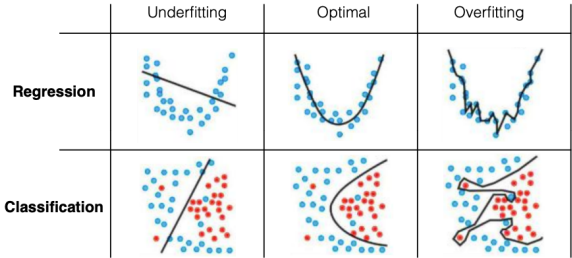 Underfitting
Optimal
Overfitting
Regression
Classification